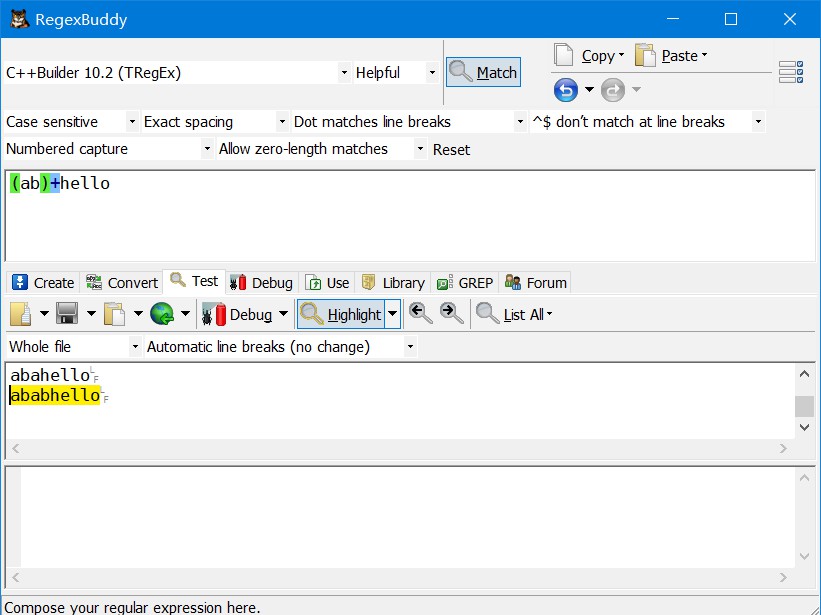 RegexBuddy
C++Builder 10.2 (TRegEx) Helpful Match Copy Paste
Case sensitive Exact spacing Dot matches line breaks ^$ don't match at line breaks
Numbered capture Allow zero-length matches Reset
(ab)+hello
Create Convert Test Debug Use Library GREP Forum
Debug Highlight List All
Whole file Automatic line breaks (no change)
abahello LF
ababhello LF
Compose your regular expression here.